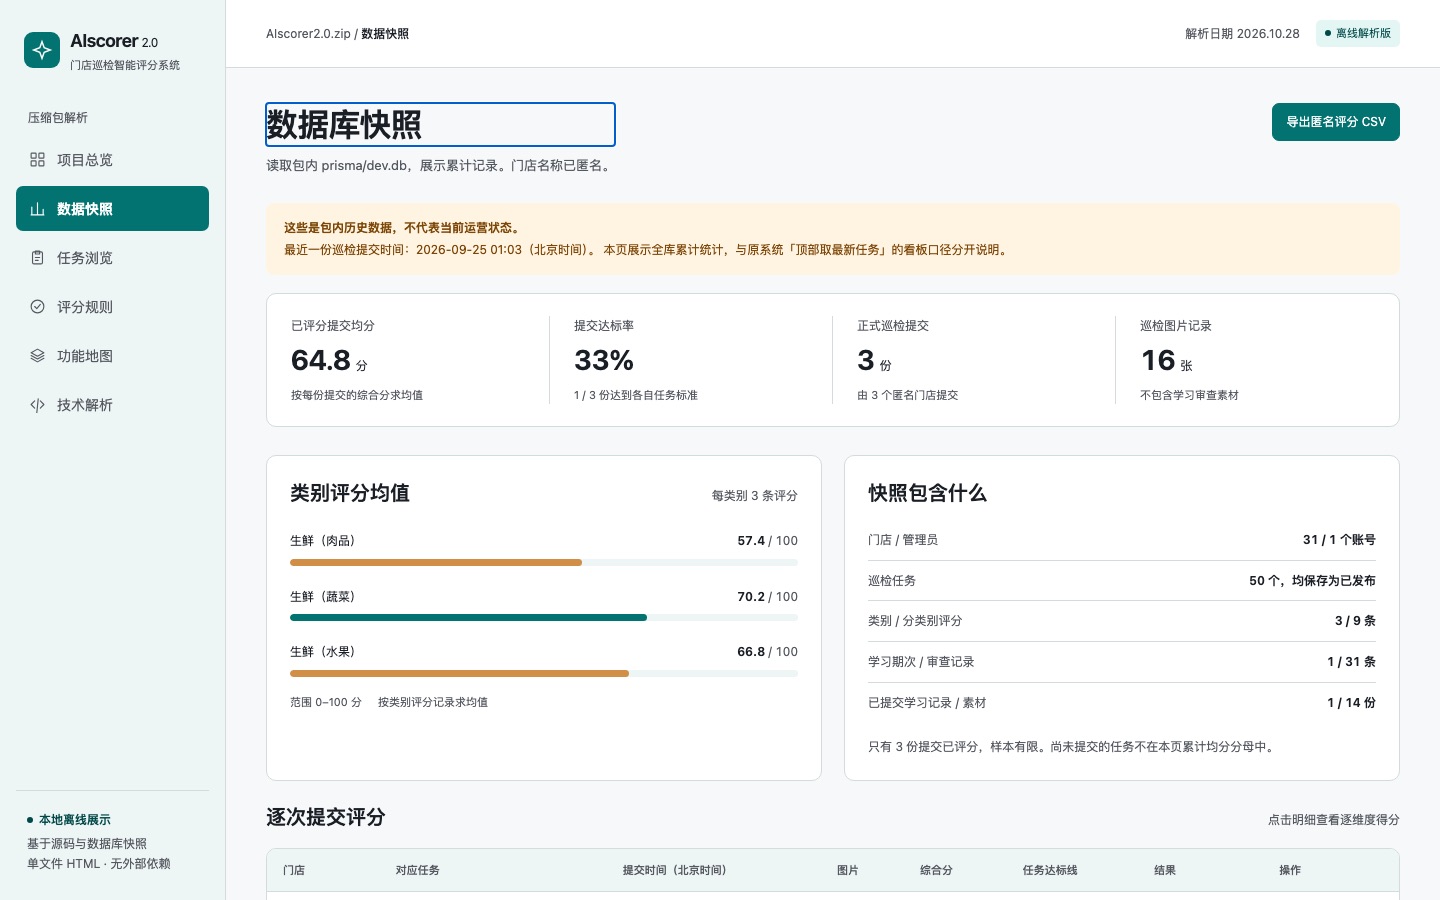 AIscorer 2.0
门店巡检智能评分系统
压缩包解析
项目总览
数据快照
任务浏览
评分规则
功能地图
技术解析
本地离线展示
基于源码与数据库快照
单文件 HTML · 无外部依赖
AIscorer2.0.zip / 数据快照
解析日期 2026.10.28
离线解析版
数据库快照
导出匿名评分 CSV
读取包内 prisma/dev.db，展示累计记录。门店名称已匿名。
这些是包内历史数据，不代表当前运营状态。
最近一份巡检提交时间：2026-09-25 01:03（北京时间）。 本页展示全库累计统计，与原系统「顶部取最新任务」的看板口径分开说明。
已评分提交均分
64.8 分
按每份提交的综合分求均值
提交达标率
33%
1 / 3 份达到各自任务标准
正式巡检提交
3 份
由 3 个匿名门店提交
巡检图片记录
16 张
不包含学习审查素材
类别评分均值
每类别 3 条评分
生鲜（肉品）
57.4 / 100
生鲜（蔬菜）
70.2 / 100
生鲜（水果）
66.8 / 100
范围 0–100 分 按类别评分记录求均值
快照包含什么
门店 / 管理员
31 / 1 个账号
巡检任务
50 个，均保存为已发布
类别 / 分类别评分
3 / 9 条
学习期次 / 审查记录
1 / 31 条
已提交学习记录 / 素材
1 / 14 份
只有 3 份提交已评分，样本有限。尚未提交的任务不在本页累计均分分母中。
逐次提交评分
点击明细查看逐维度得分
门店 对应任务 提交时间（北京时间） 图片 综合分 任务达标线 结果 操作